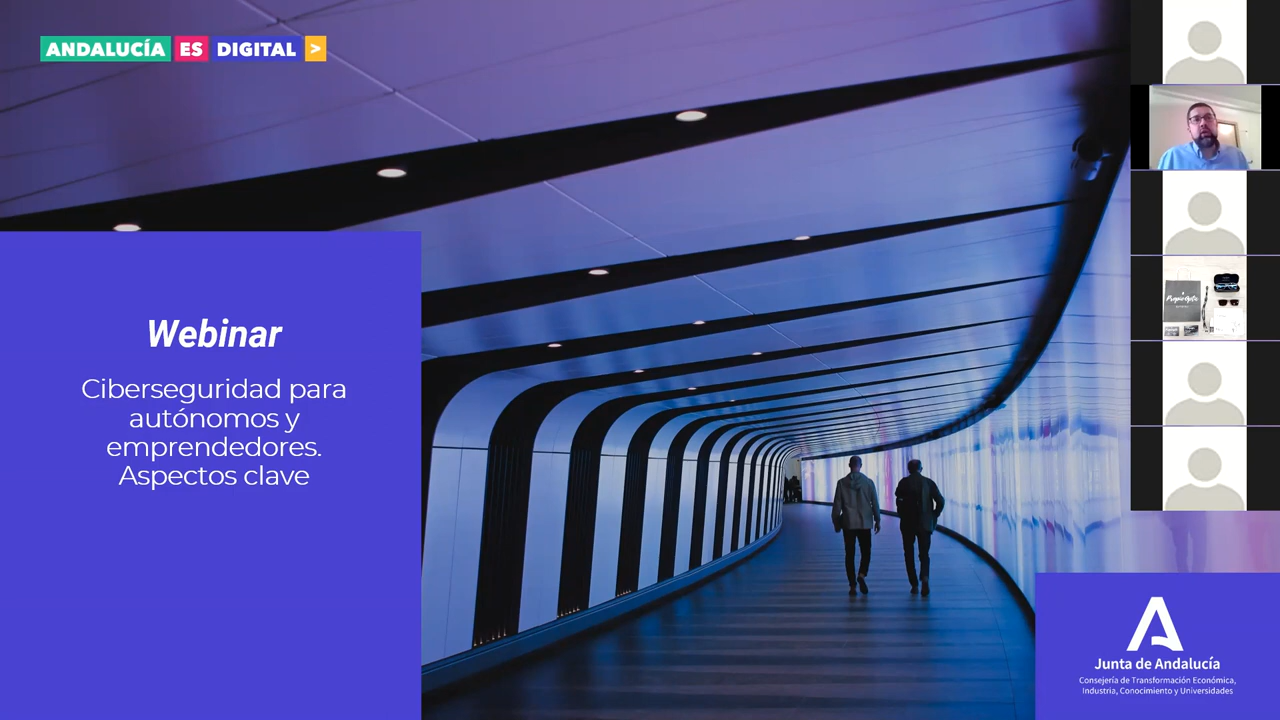 ANDALUCÍA ES DIGITAL >
Webinar
Ciberseguridad para
autónomos y
emprendedores.
Aspectos clave
Junta de Andalucía
Consejería de Transformación Económica,
Industria, Conocimiento y Universidades